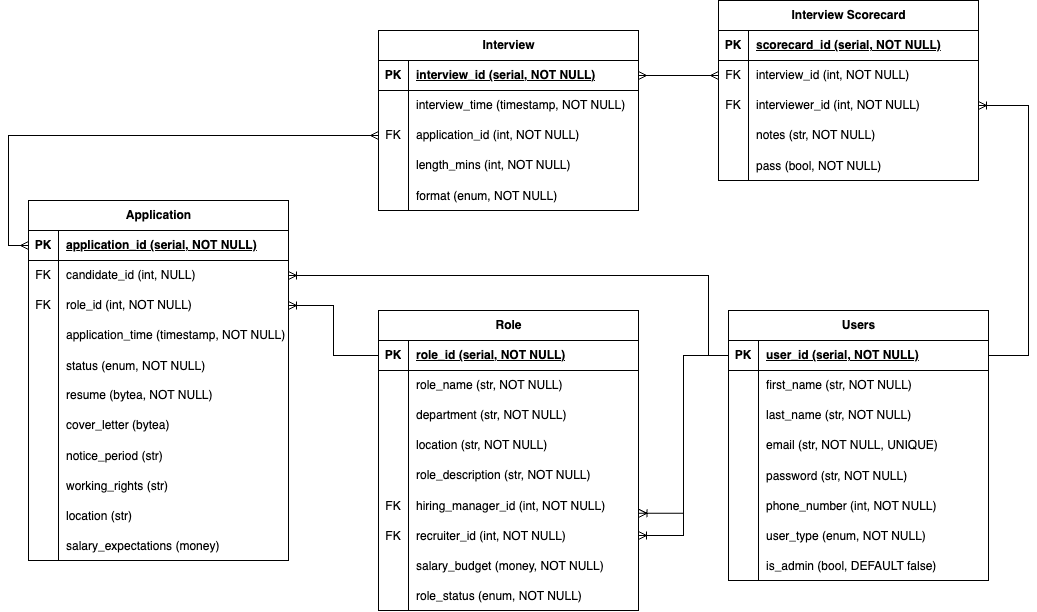 Interview Scorecard
PK scorecard_id (serial, NOT NULL)
FK interview_id (int, NOT NULL)
FK interviewer_id (int, NOT NULL)
notes (str, NOT NULL)
pass (bool, NOT NULL)
Interview
PK interview_id (serial, NOT NULL)
interview_time (timestamp, NOT NULL)
FK application_id (int, NOT NULL)
length_mins (int, NOT NULL)
format (enum, NOT NULL)
Application
PK application_id (serial, NOT NULL)
FK candidate_id (int, NULL)
FK role_id (int, NOT NULL)
application_time (timestamp, NOT NULL)
status (enum, NOT NULL)
resume (bytea, NOT NULL)
cover_letter (bytea)
notice_period (str)
working_rights (str)
location (str)
salary_expectations (money)
Role
PK role_id (serial, NOT NULL)
role_name (str, NOT NULL)
department (str, NOT NULL)
location (str, NOT NULL)
role_description (str, NOT NULL)
FK hiring_manager_id (int, NOT NULL)
FK recruiter_id (int, NOT NULL)
salary_budget (money, NOT NULL)
role_status (enum, NOT NULL)
Users
PK user_id (serial, NOT NULL)
first_name (str, NOT NULL)
last_name (str, NOT NULL)
email (str, NOT NULL, UNIQUE)
password (str, NOT NULL)
phone_number (int, NOT NULL)
user_type (enum, NOT NULL)
is_admin (bool, DEFAULT false)